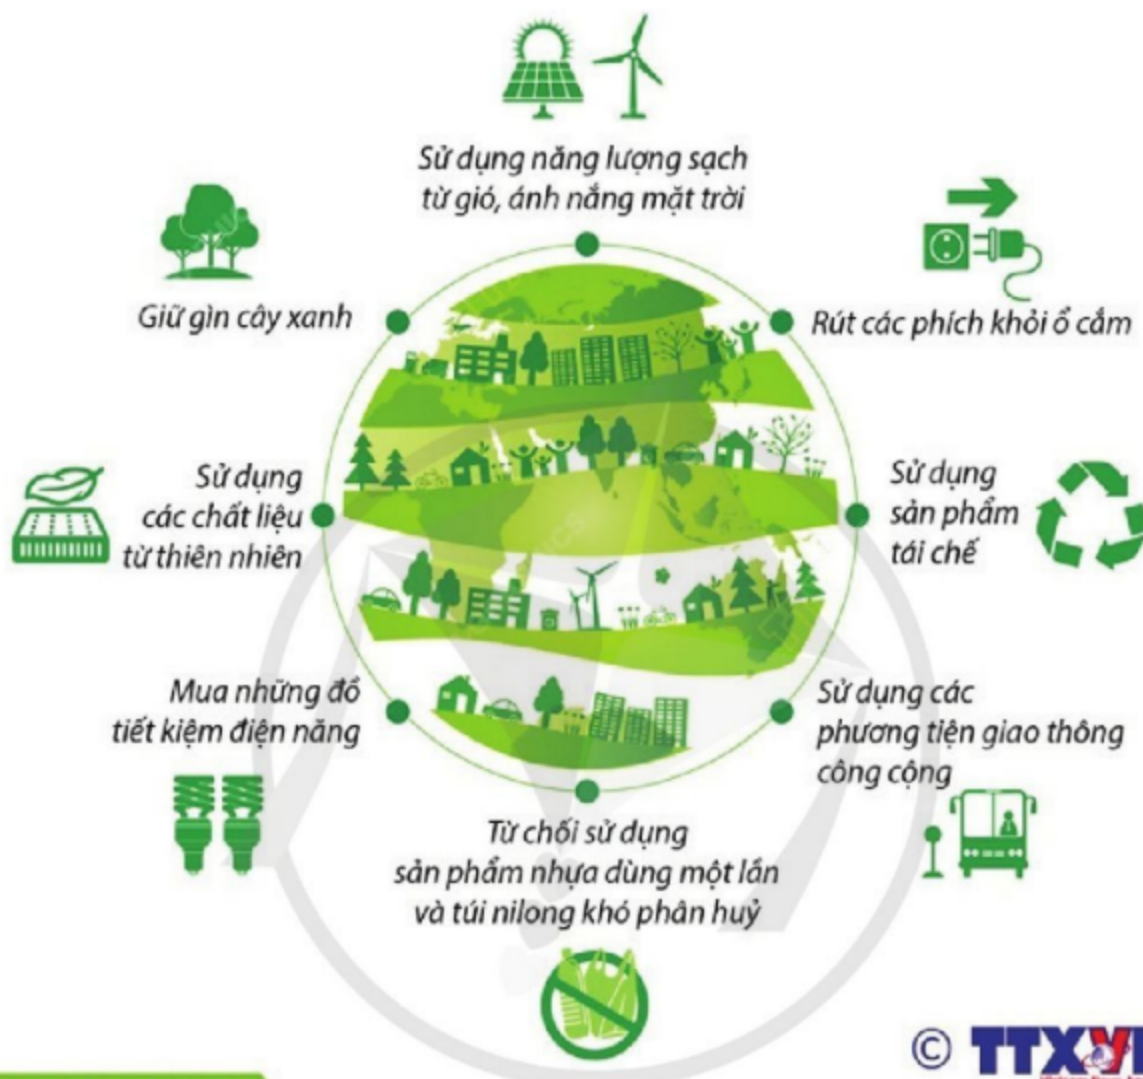 Sử dụng năng lượng sạch
từ gió, ánh nắng mặt trời
Giữ gìn cây xanh
Rút các phích khỏi ổ cắm
Sử dụng
các chất liệu
từ thiên nhiên
Sử dụng
sản phẩm
tái chế
Mua những đồ
tiết kiệm điện năng
Sử dụng các
phương tiện giao thông
công cộng
Từ chối sử dụng
sản phẩm nhựa dùng một lần
và túi nilong khó phân huỷ